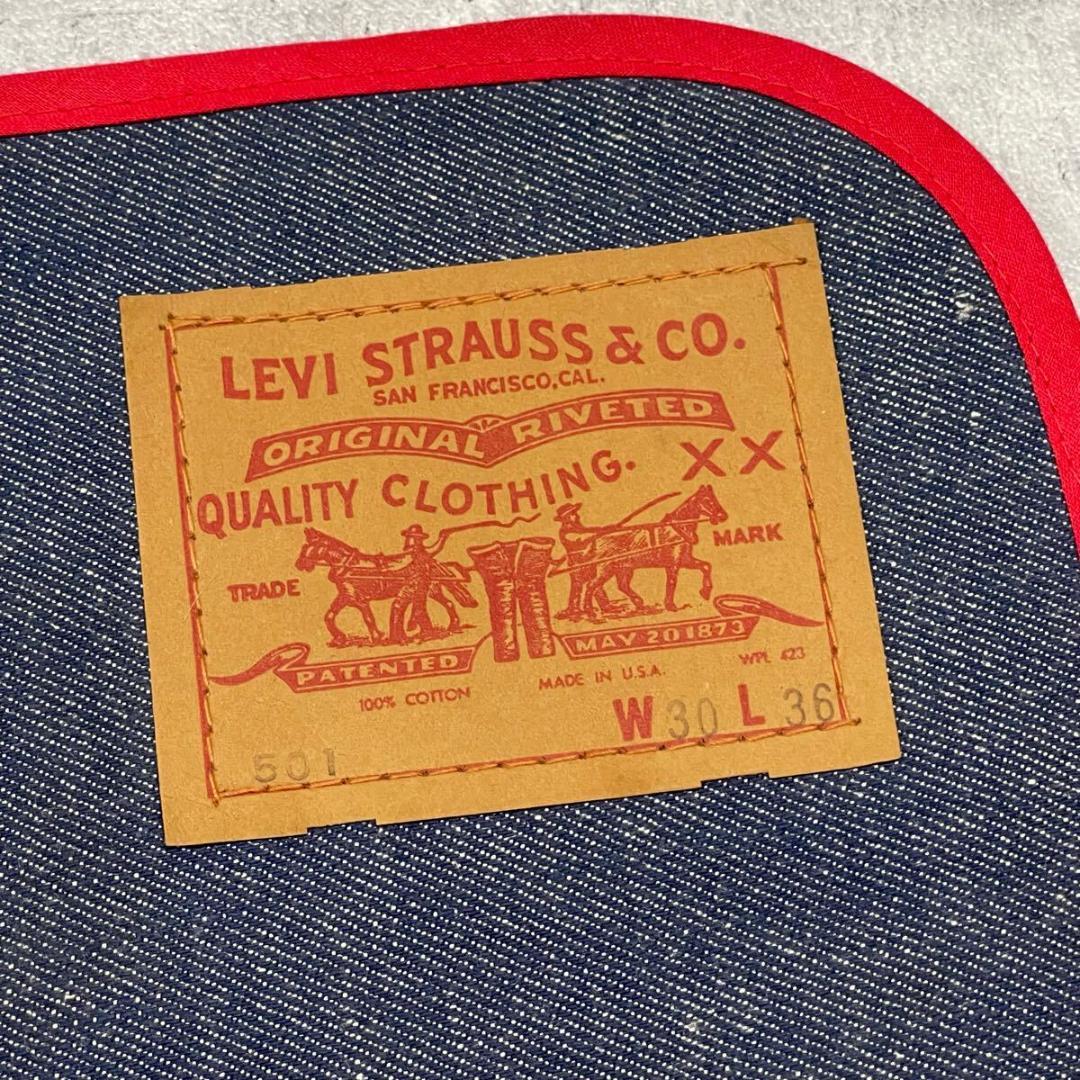 LEVI STRAUSS & CO.
SAN FRANCISCO, CAL.
ORIGINAL RIVETED
QUALITY CLOTHING. XX
TRADE MARK
PATENTED MAY 20 1873
100% COTTON MADE IN U.S.A. WPL 423
W 30 L 36
501